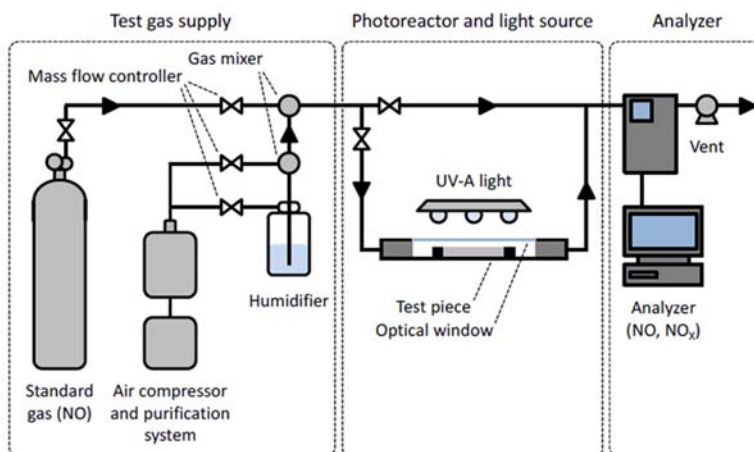 Test gas supply
Photoreactor and light source
Analyzer
Gas mixer
Mass flow controller
Vent
UV-A light
Humidifier
Test piece
Optical window
Analyzer
(NO, NOX)
Standard
gas (NO)
Air compressor
and purification
system